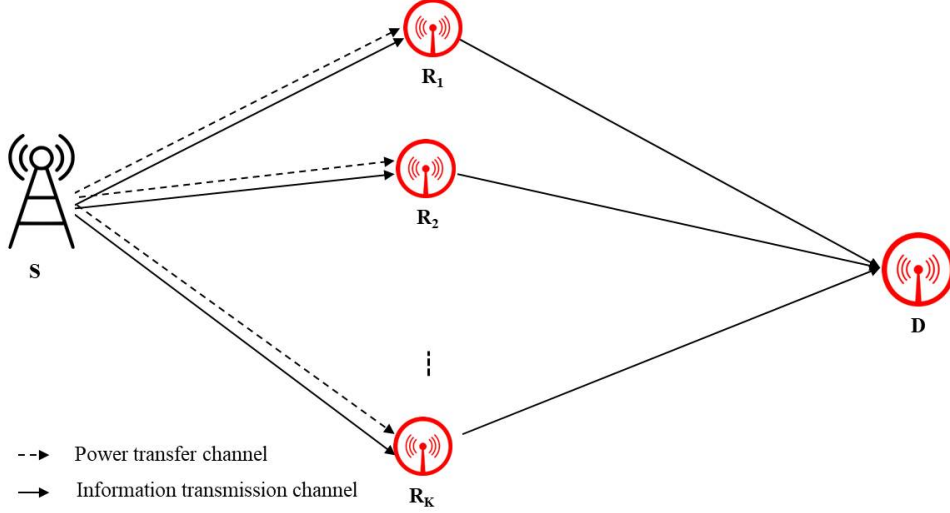 R1
R2
S
D
Power transfer channel
Information transmission channel
RK